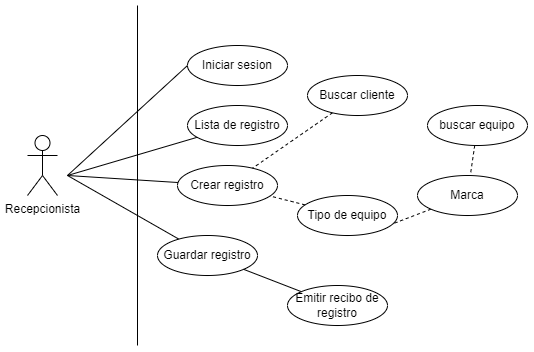 Iniciar sesion
Buscar cliente
Lista de registro
buscar equipo
Crear registro
Marca
Recepcionista
Tipo de equipo
Guardar registro
Emitir recibo de
registro